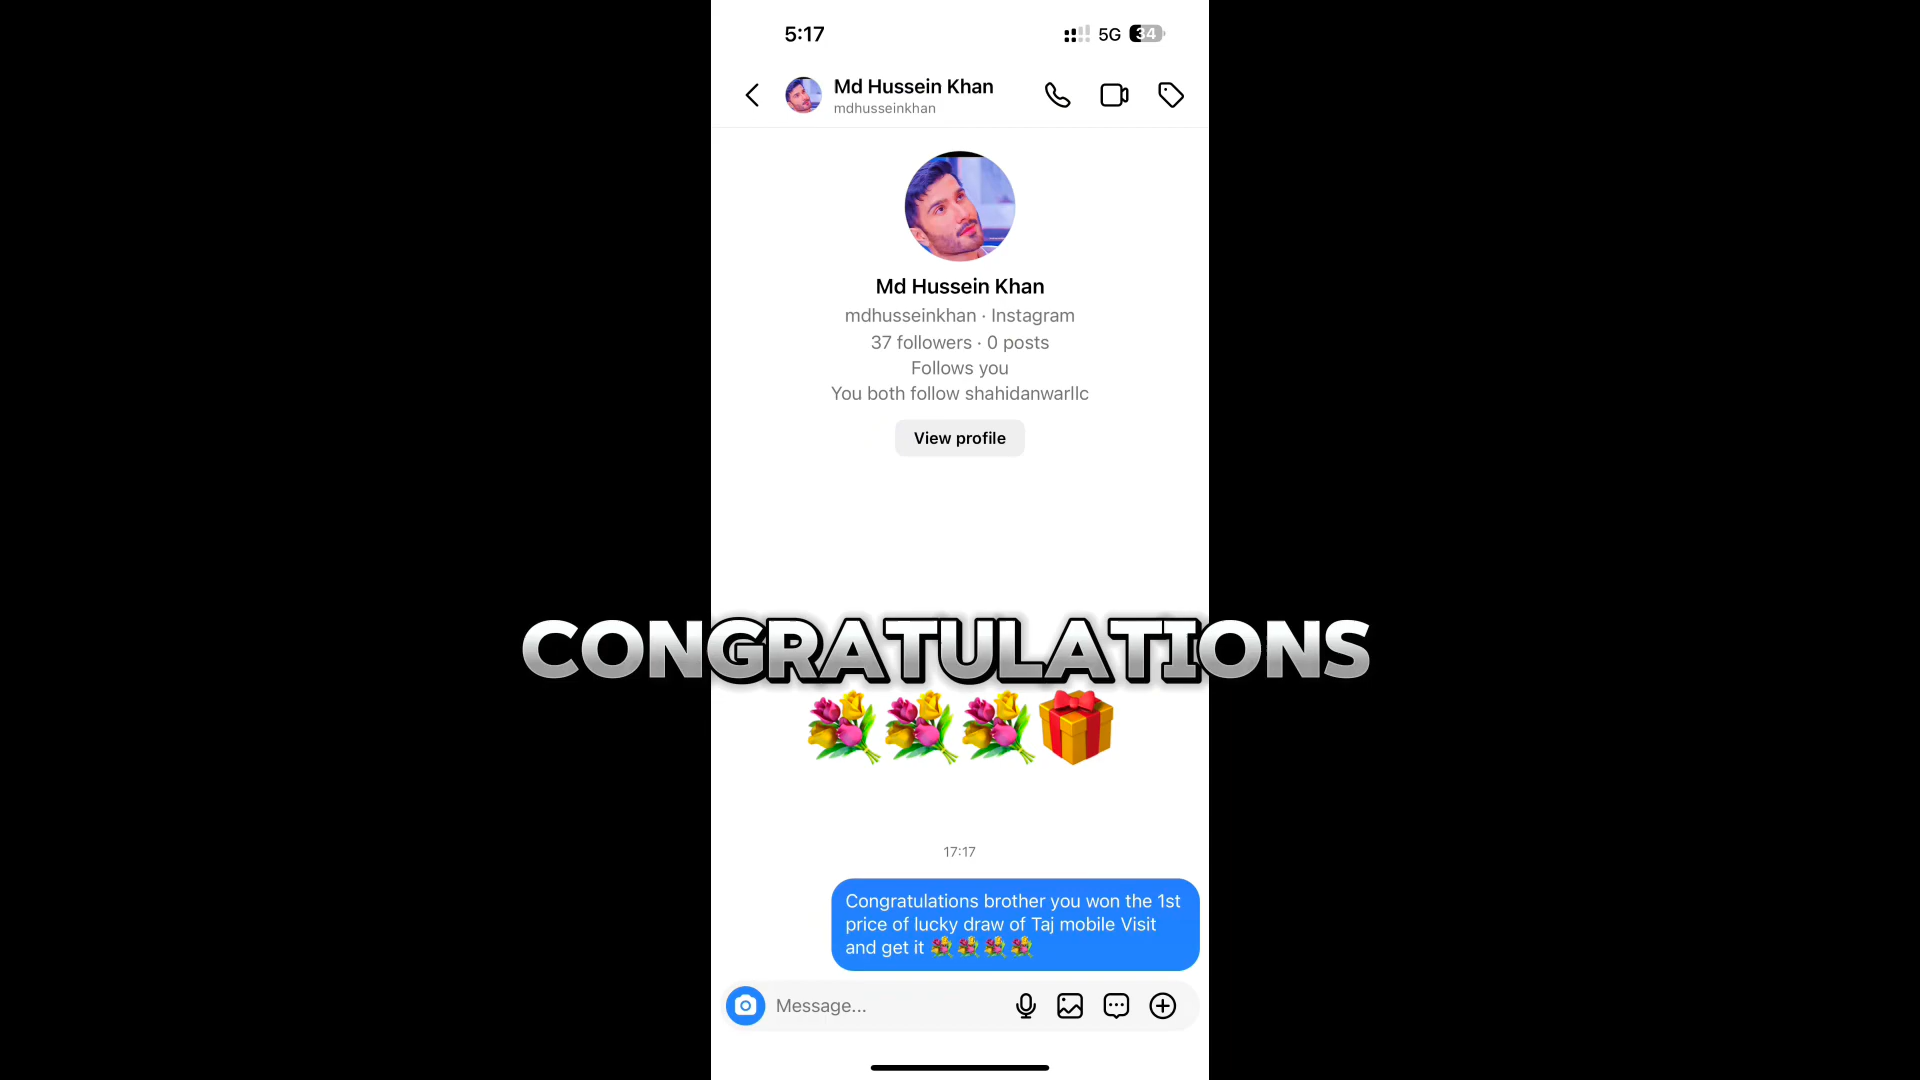 5:17
5G 34
Md Hussein Khan
mdhusseinkhan
Md Hussein Khan
mdhusseinkhan · Instagram
37 followers · 0 posts
Follows you
You both follow shahidanwarllc
View profile
CONGRATULATIONS
17:17
Congratulations brother you won the 1st
price of lucky draw of Taj mobile Visit
and get it 💐💐💐💐
Message...